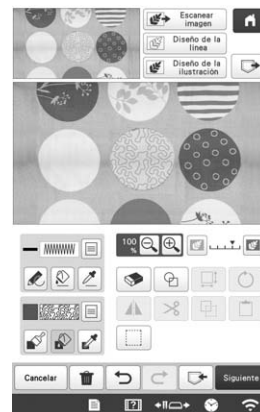 Escanear
imagen
Diseño de la
línea
Diseño de la
ilustración
100
%
Cancelar
Siguiente